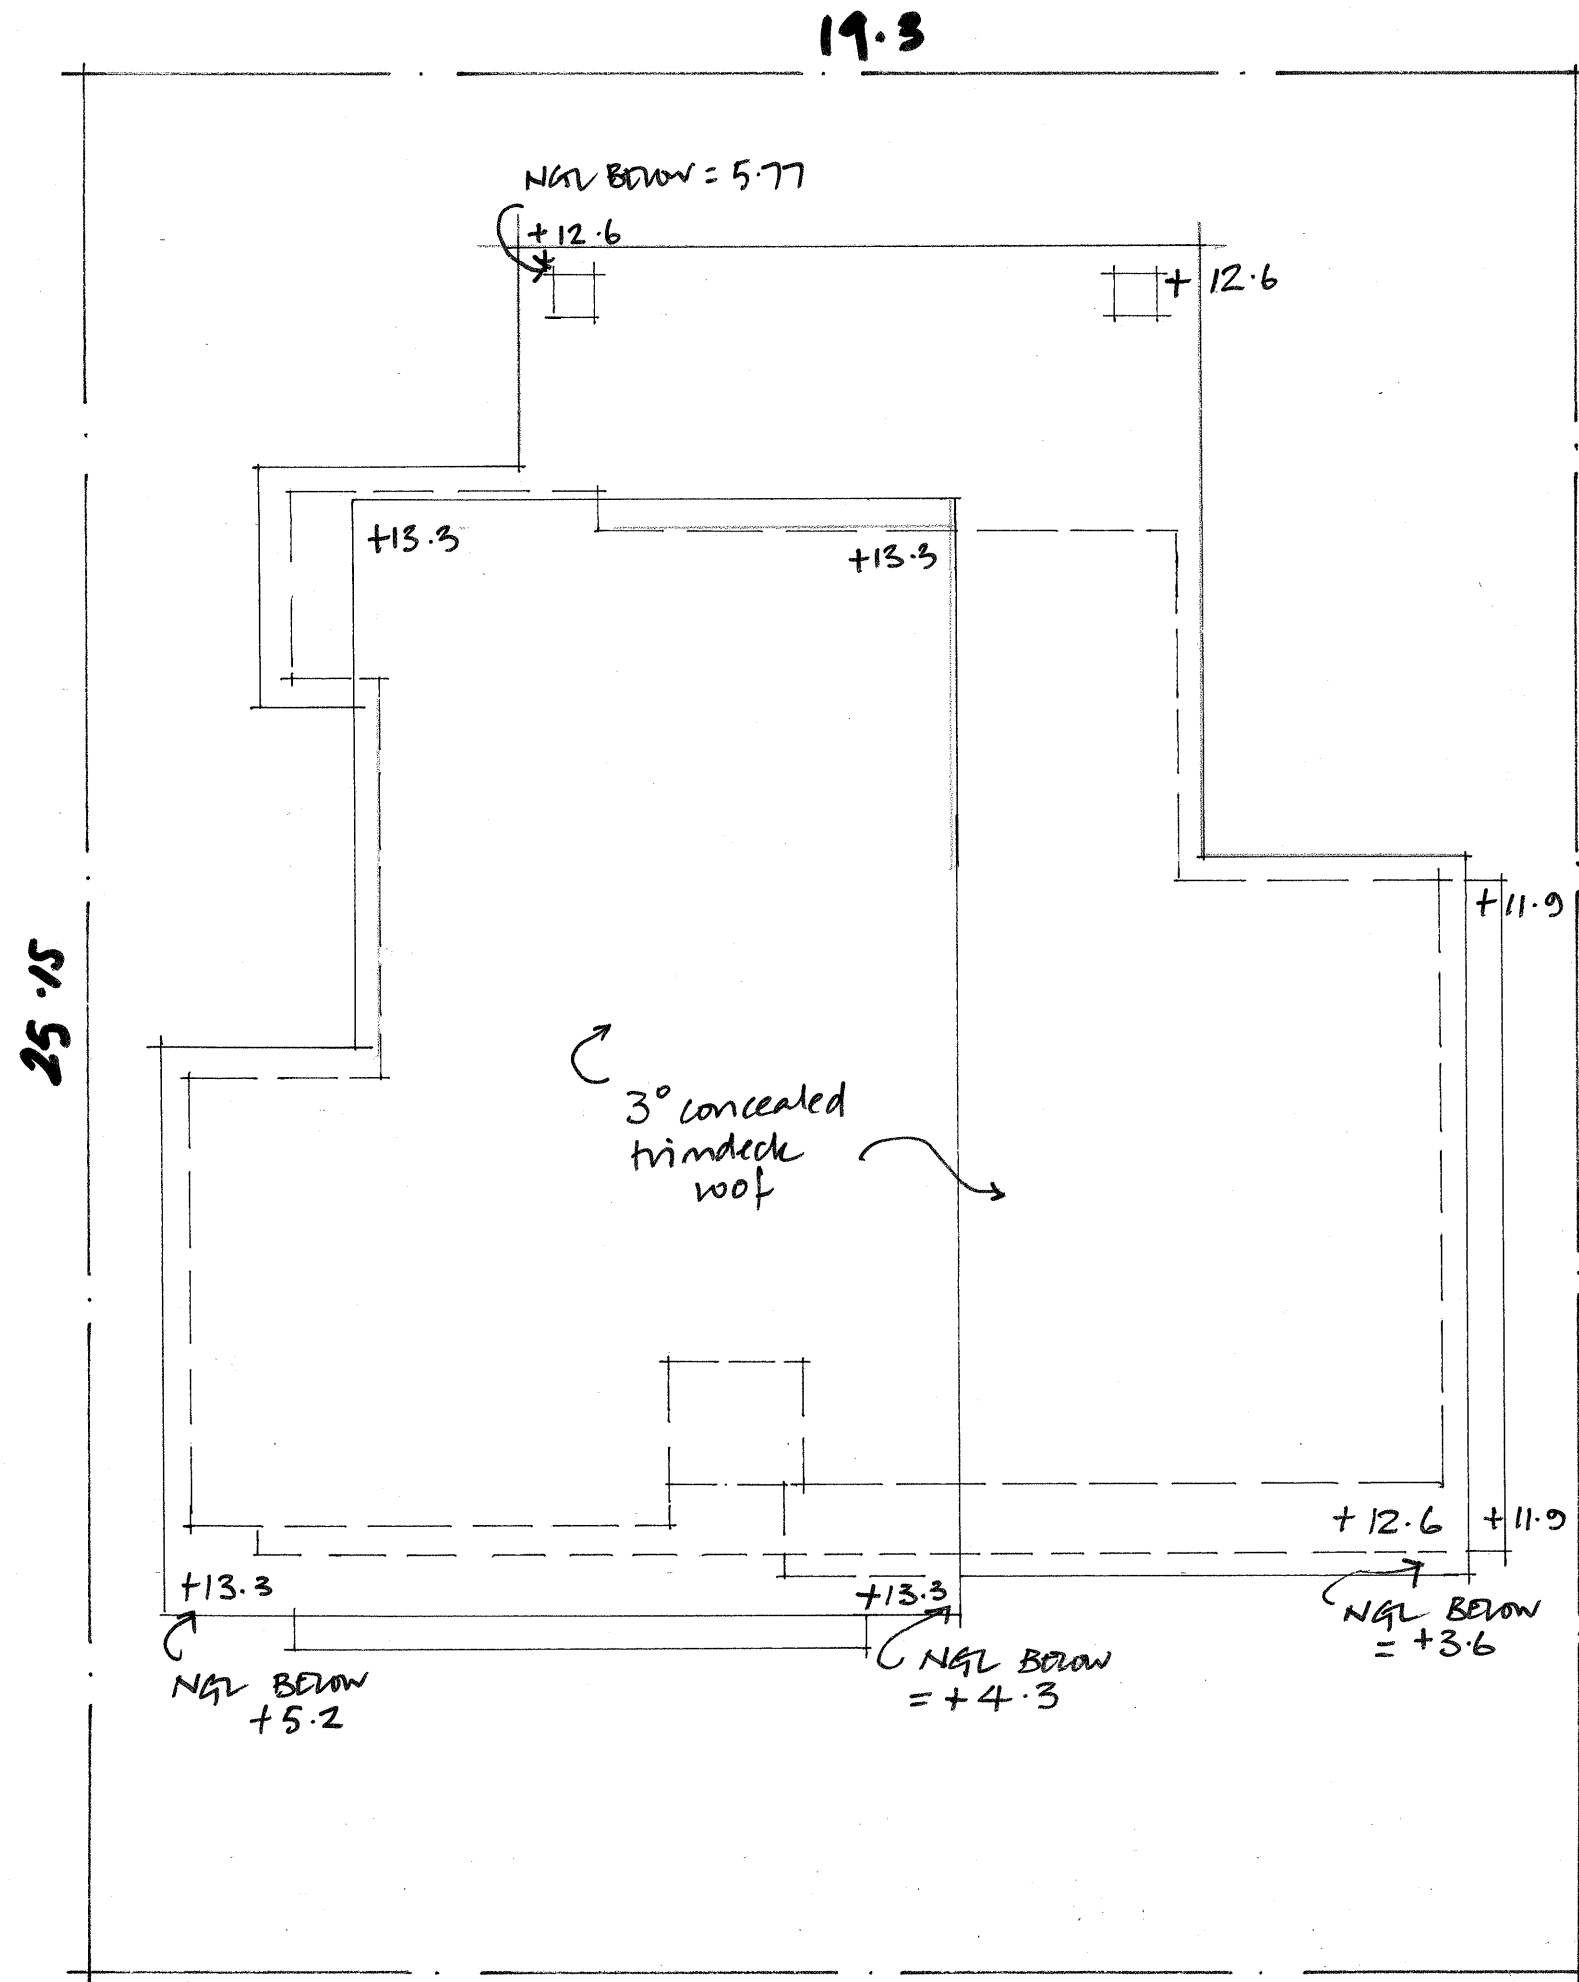 19.3
NGL BELOW = 5.77
+12.6
+ 12.6
+13.3
+13.3
+11.9
25.15
3° concealed
trimdeck
roof
+ 12.6
+11.9
+13.3
+13.3
NGL BELOW
= +3.6
NGL BELOW
+5.2
NGL BELOW
= +4.3